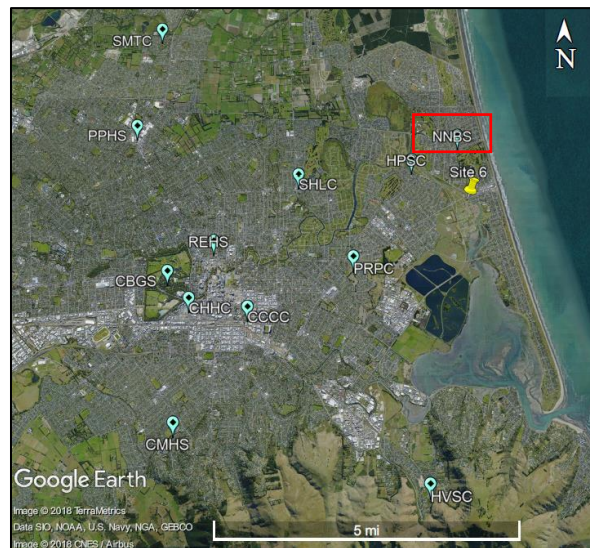 SMTC
N
PPHS
NNBS
HPSC
SHLC
Site 6
REHS
PRPC
CBGS
CHHC
CCCC
CMHS
Google Earth
HVSC
Image © 2018 TerraMetrics
Data SIO, NOAA, U.S. Navy, NGA, GEBCO
5 mi
Image © 2018 CNES / Airbus